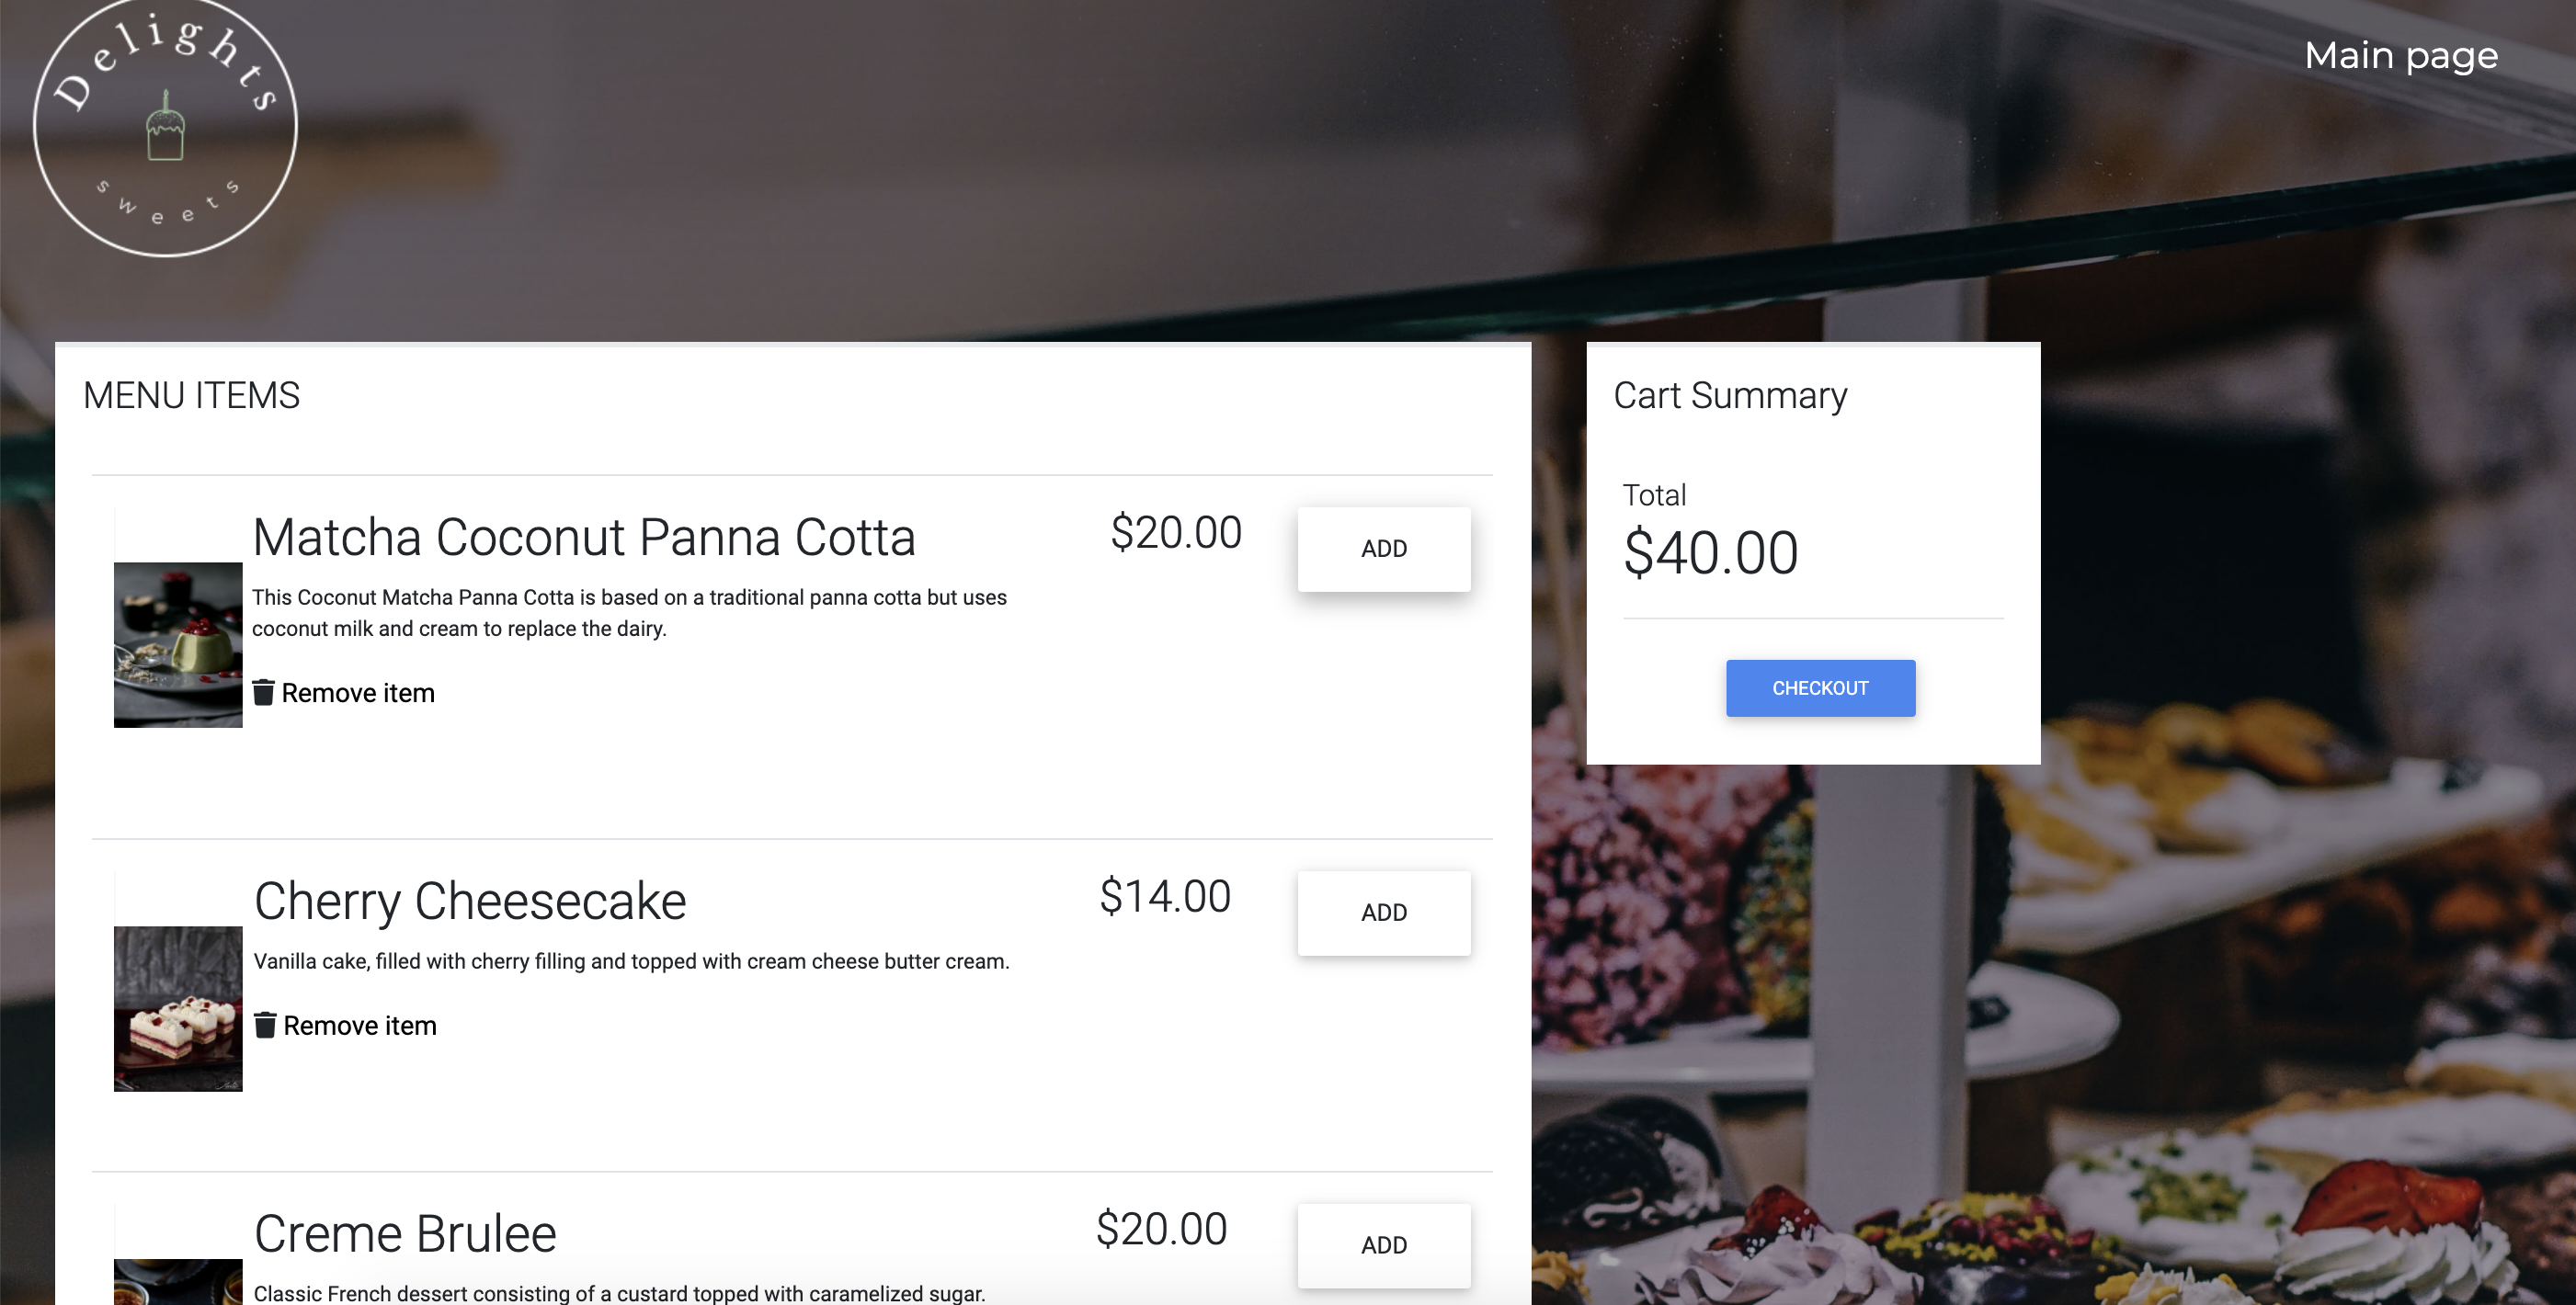 Delights
sweets
Main page
MENU ITEMS
Matcha Coconut Panna Cotta
$20.00
ADD
This Coconut Matcha Panna Cotta is based on a traditional panna cotta but uses
coconut milk and cream to replace the dairy.
Remove item
Cherry Cheesecake
$14.00
ADD
Vanilla cake, filled with cherry filling and topped with cream cheese butter cream.
Remove item
Creme Brulee
$20.00
ADD
Classic French dessert consisting of a custard topped with caramelized sugar.
Cart Summary
Total
$40.00
CHECKOUT